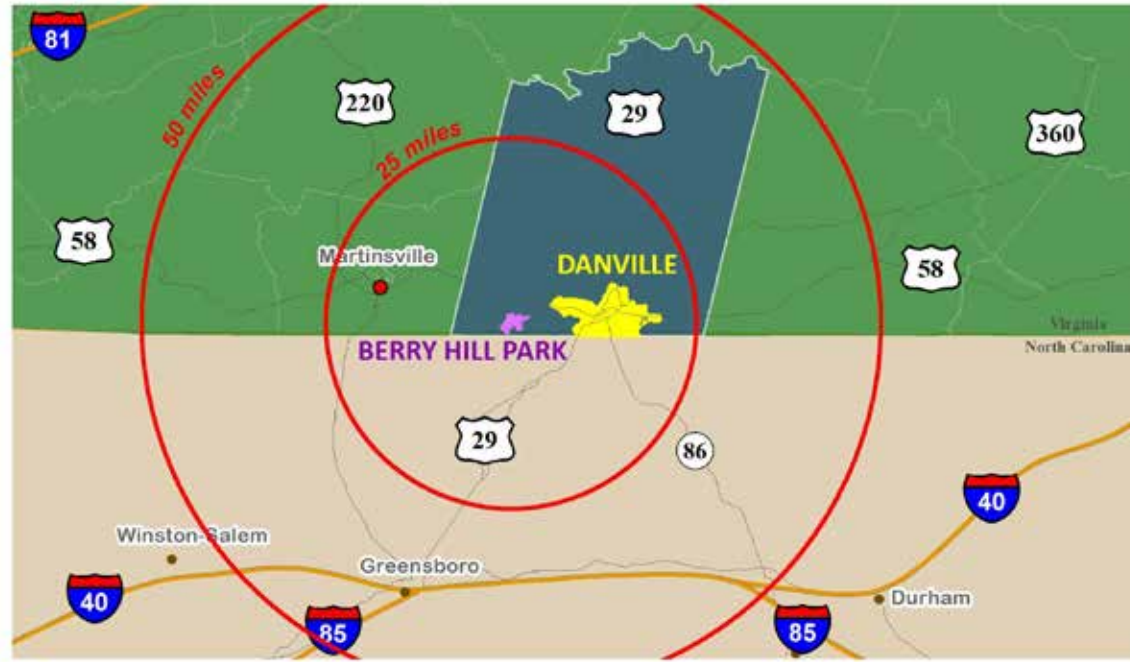 81
50 miles
220
25 miles
29
360
58
Martinsville
DANVILLE
58
Virginia
BERRY HILL PARK
North Carolina
29
86
40
Winston-Salem
Greensboro
40
85
Durham
85